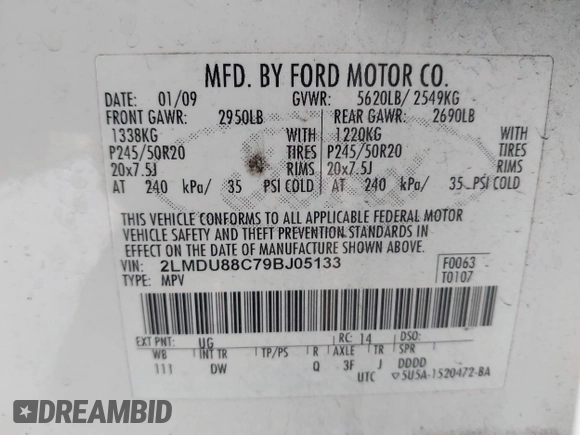 MFD. BY FORD MOTOR CO.
DATE: 01/09 GVWR: 5620LB/ 2549KG
FRONT GAWR: 2950LB REAR GAWR: 2690LB
1338KG WITH 1220KG WITH
P245/50R20 TIRES P245/50R20 TIRES
20x7.5J RIMS 20x7.5J RIMS
AT 240 kPa/ 35 PSI COLD AT 240 kPa/ 35 PSI COLD
THIS VEHICLE CONFORMS TO ALL APPLICABLE FEDERAL MOTOR
VEHICLE SAFETY AND THEFT PREVENTION STANDARDS IN
EFFECT ON THE DATE OF MANUFACTURE SHOWN ABOVE.
VIN: 2LMDU88C79BJ05133 F0063
TYPE: MPV T0107
EXT PNT: UG RC: 14 DSO:
WB INT TR TP/PS R AXLE TR SPR
111 DW Q 3F J DDDD
UTC ▽5U5A-1520472-BA
DREAMBID